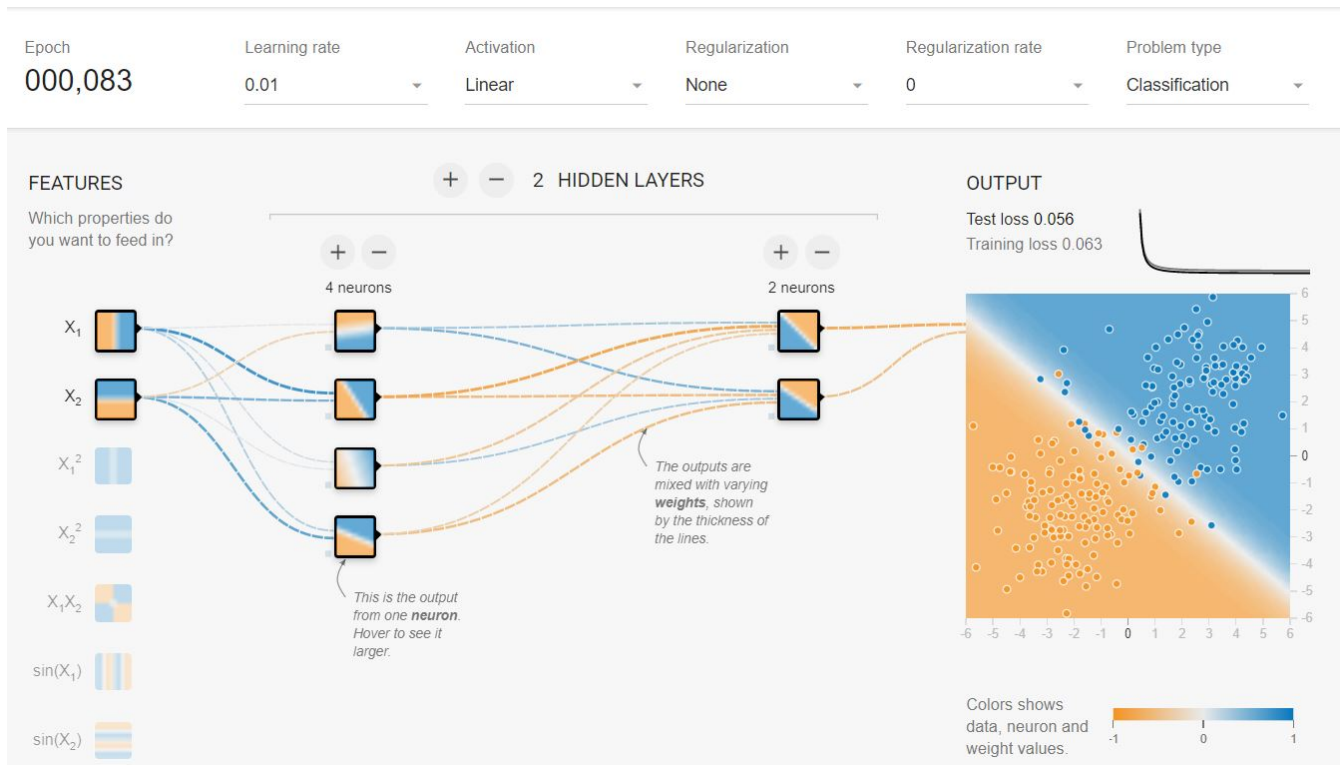 Epoch
000,083
Learning rate
0.01
Activation
Linear
Regularization
None
Regularization rate
0
Problem type
Classification
FEATURES
Which properties do
you want to feed in?
+ − 2 HIDDEN LAYERS
+ −
4 neurons
+ −
2 neurons
X₁
X₂
X₁²
X₂²
X₁X₂
sin(X₁)
sin(X₂)
This is the output
from one neuron.
Hover to see it
larger.
The outputs are
mixed with varying
weights, shown
by the thickness of
the lines.
OUTPUT
Test loss 0.056
Training loss 0.063
6
5
4
3
2
1
0
-1
-2
-3
-4
-5
-6
-6 -5 -4 -3 -2 -1 0 1 2 3 4 5 6
Colors shows
data, neuron and
weight values.
-1 0 1